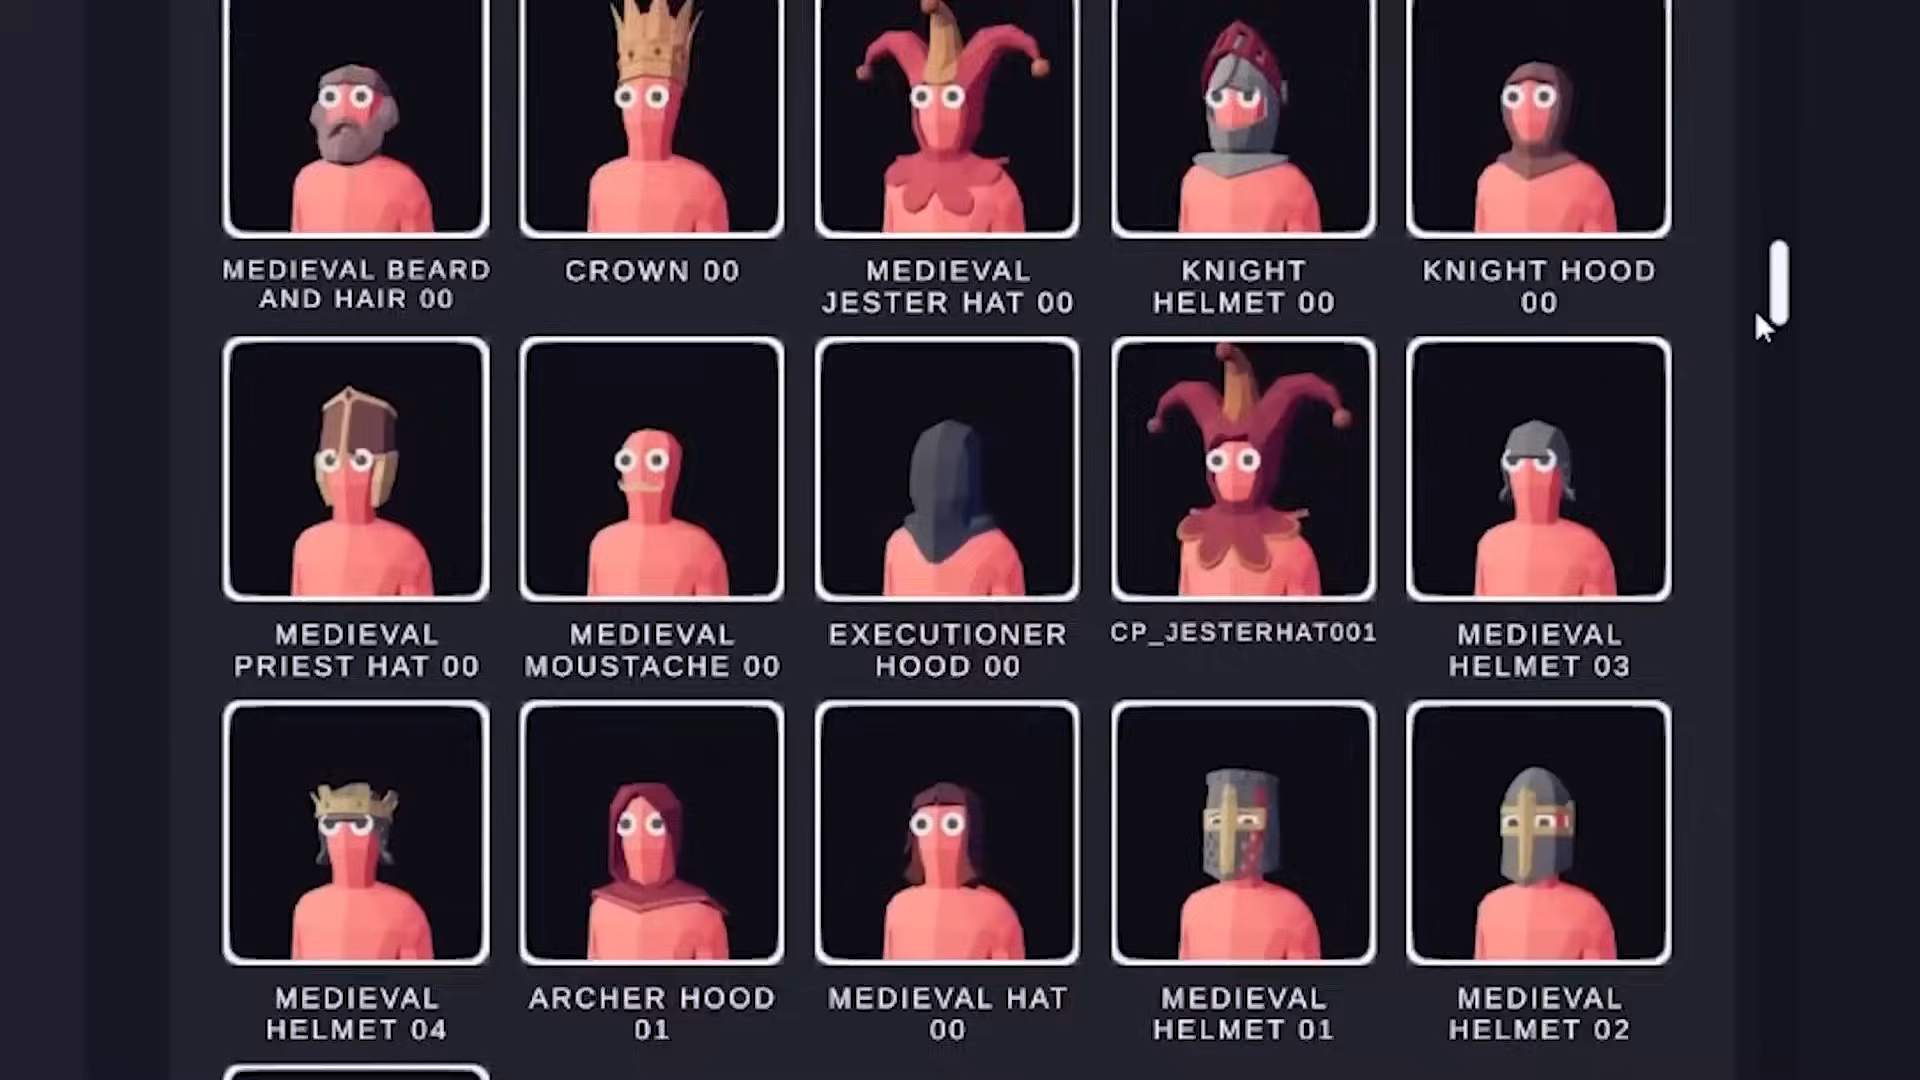 MEDIEVAL BEARD
AND HAIR 00
CROWN 00
MEDIEVAL
JESTER HAT 00
KNIGHT
HELMET 00
KNIGHT HOOD
00
MEDIEVAL
PRIEST HAT 00
MEDIEVAL
MOUSTACHE 00
EXECUTIONER
HOOD 00
CP_JESTERHAT001
MEDIEVAL
HELMET 03
MEDIEVAL
HELMET 04
ARCHER HOOD
01
MEDIEVAL HAT
00
MEDIEVAL
HELMET 01
MEDIEVAL
HELMET 02